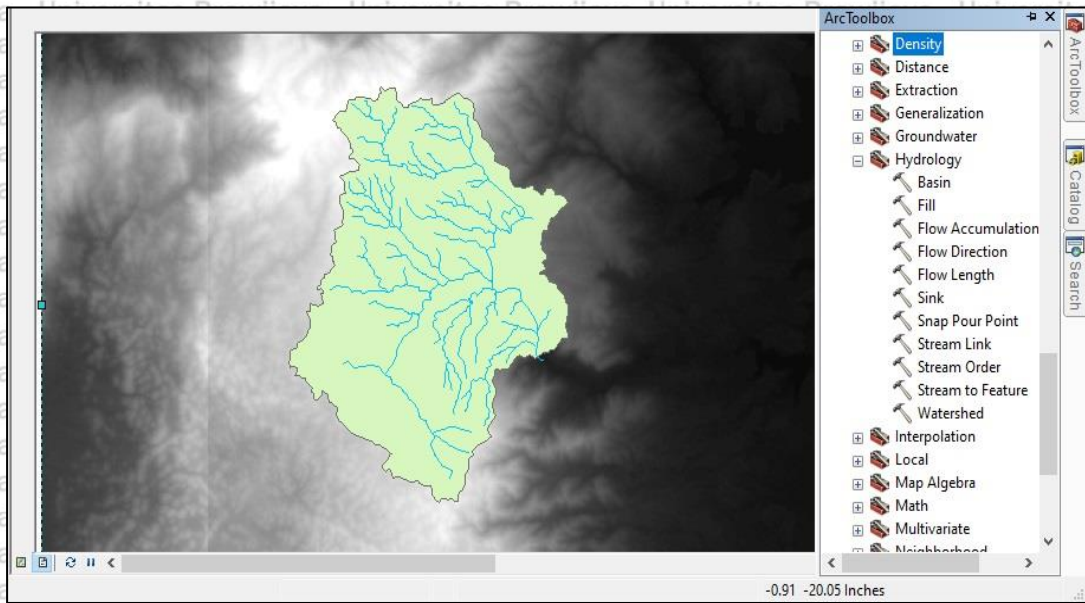 ArcToolbox
Density
Distance
Extraction
Generalization
Groundwater
Hydrology
Basin
Fill
Flow Accumulation
Flow Direction
Flow Length
Sink
Snap Pour Point
Stream Link
Stream Order
Stream to Feature
Watershed
Interpolation
Local
Map Algebra
Math
Multivariate
Neighborhood
ArcToolbox
Catalog
Search
-0.91 -20.05 Inches